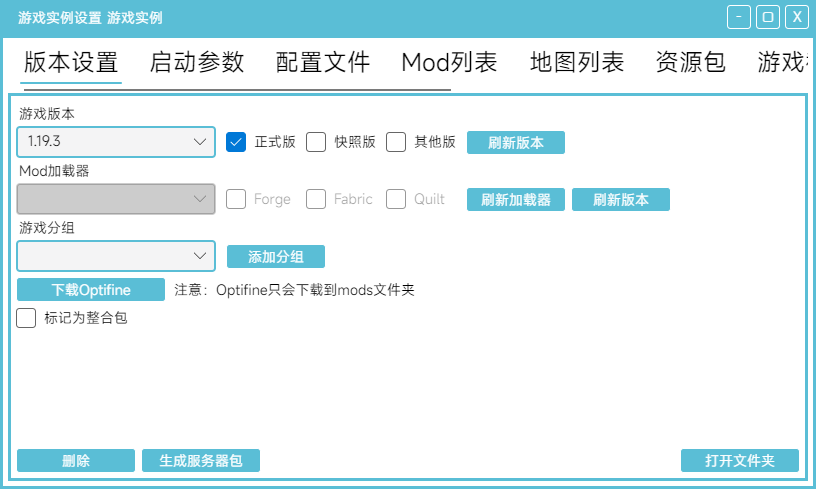 游戏实例设置 游戏实例
版本设置 启动参数 配置文件 Mod列表 地图列表 资源包 游戏
游戏版本
1.19.3 正式版 快照版 其他版 刷新版本
Mod加载器
Forge Fabric Quilt 刷新加载器 刷新版本
游戏分组
添加分组
下载Optifine 注意：Optifine只会下载到mods文件夹
标记为整合包
删除 生成服务器包 打开文件夹